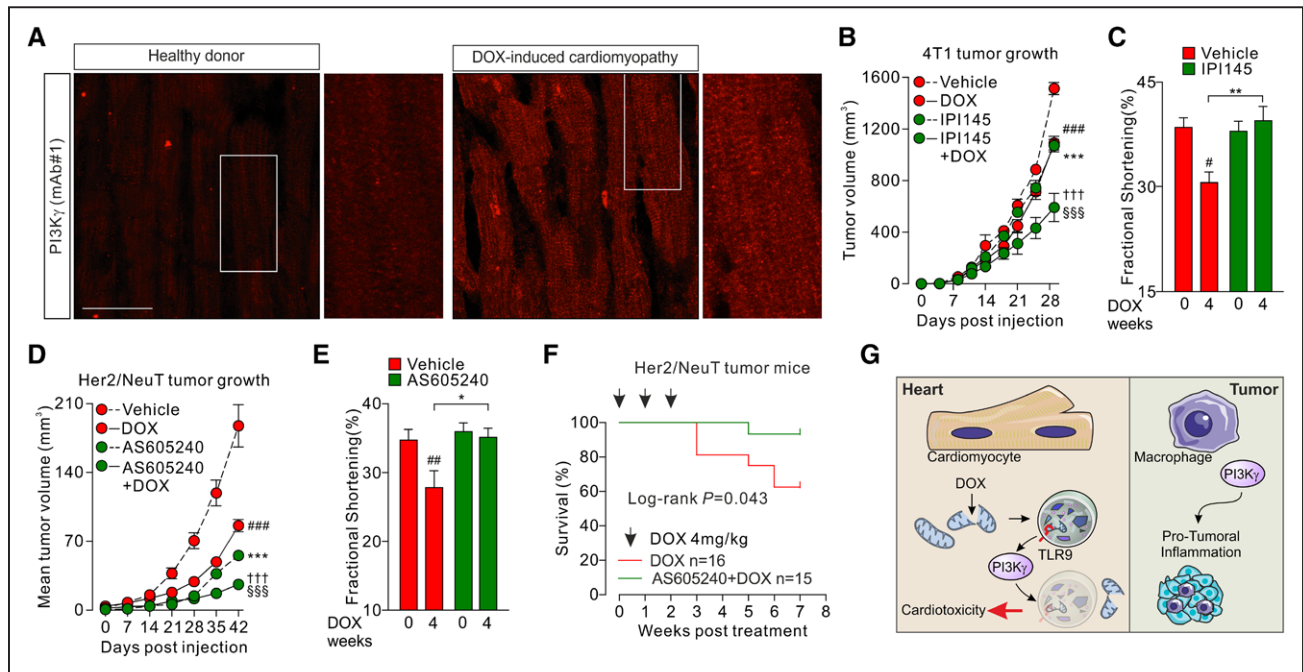 A
Healthy donor
DOX-induced cardiomyopathy
PI3Kγ (mAb#1)
B
4T1 tumor growth
Vehicle
DOX
IPI145
IPI145
+DOX
Tumor volume (mm³)
1600
1200
800
400
0
###
***
†††
§§§
0 7 14 21 28
Days post injection
C
Vehicle
IPI145
Fractional Shortening(%)
45
30
15
**
#
0 4 0 4
DOX
weeks
D
Her2/NeuT tumor growth
Vehicle
DOX
AS605240
AS605240
+DOX
Mean tumor volume (mm³)
210
140
70
0
###
***
†††
§§§
0 7 14 21 28 35 42
Days post injection
E
Vehicle
AS605240
Fractional Shortening(%)
40
30
20
10
*
##
0 4 0 4
DOX
weeks
F
Her2/NeuT tumor mice
Survival (%)
100
80
60
40
20
0
Log-rank P=0.043
DOX 4mg/kg
DOX n=16
AS605240+DOX n=15
0 1 2 3 4 5 6 7 8
Weeks post treatment
G
Heart
Cardiomyocyte
DOX
TLR9
PI3Kγ
Cardiotoxicity
Tumor
Macrophage
PI3Kγ
Pro-Tumoral
Inflammation